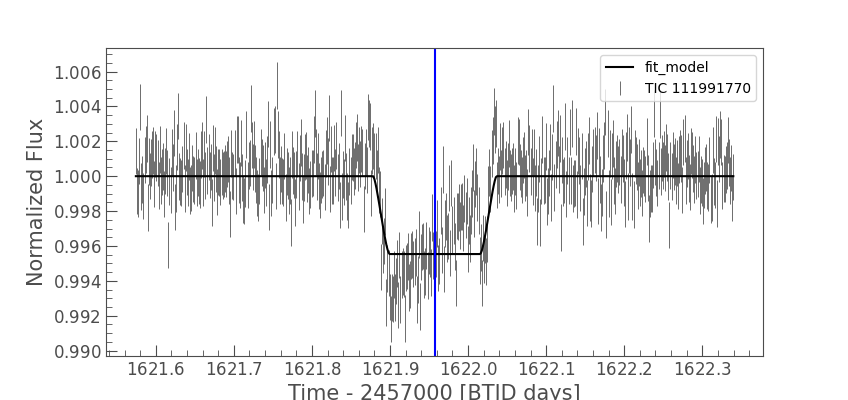 1.006
1.004
1.002
1.000
0.998
0.996
0.994
0.992
0.990
Normalized Flux
fit_model
TIC 111991770
1621.6 1621.7 1621.8 1621.9 1622.0 1622.1 1622.2 1622.3
Time - 2457000 [BTJD days]